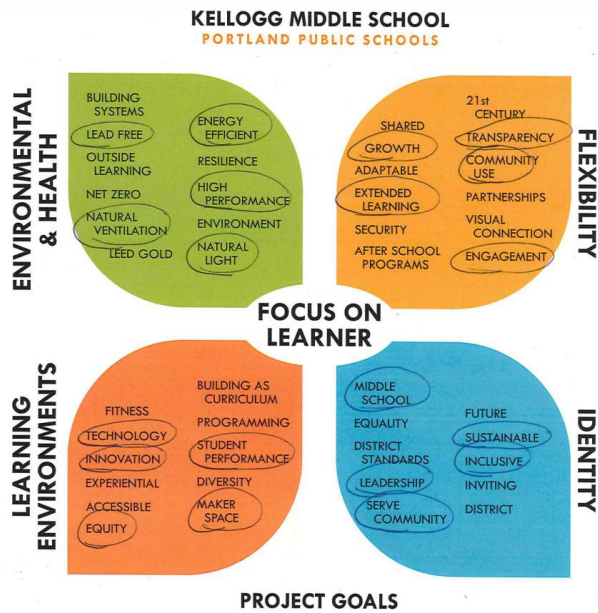 KELLOGG MIDDLE SCHOOL
PORTLAND PUBLIC SCHOOLS
ENVIRONMENTAL
& HEALTH
BUILDING
SYSTEMS
LEAD FREE
OUTSIDE
LEARNING
NET ZERO
NATURAL
VENTILATION
LEED GOLD
ENERGY
EFFICIENT
RESILIENCE
HIGH
PERFORMANCE
ENVIRONMENT
NATURAL
LIGHT
SHARED
GROWTH
ADAPTABLE
EXTENDED
LEARNING
SECURITY
AFTER SCHOOL
PROGRAMS
21st
CENTURY
TRANSPARENCY
COMMUNITY
USE
PARTNERSHIPS
VISUAL
CONNECTION
ENGAGEMENT
FLEXIBILITY
FOCUS ON
LEARNER
LEARNING
ENVIRONMENTS
FITNESS
TECHNOLOGY
INNOVATION
EXPERIENTIAL
ACCESSIBLE
EQUITY
BUILDING AS
CURRICULUM
PROGRAMMING
STUDENT
PERFORMANCE
DIVERSITY
MAKER
SPACE
MIDDLE
SCHOOL
EQUALITY
DISTRICT
STANDARDS
LEADERSHIP
SERVE
COMMUNITY
FUTURE
SUSTAINABLE
INCLUSIVE
INVITING
DISTRICT
IDENTITY
PROJECT GOALS